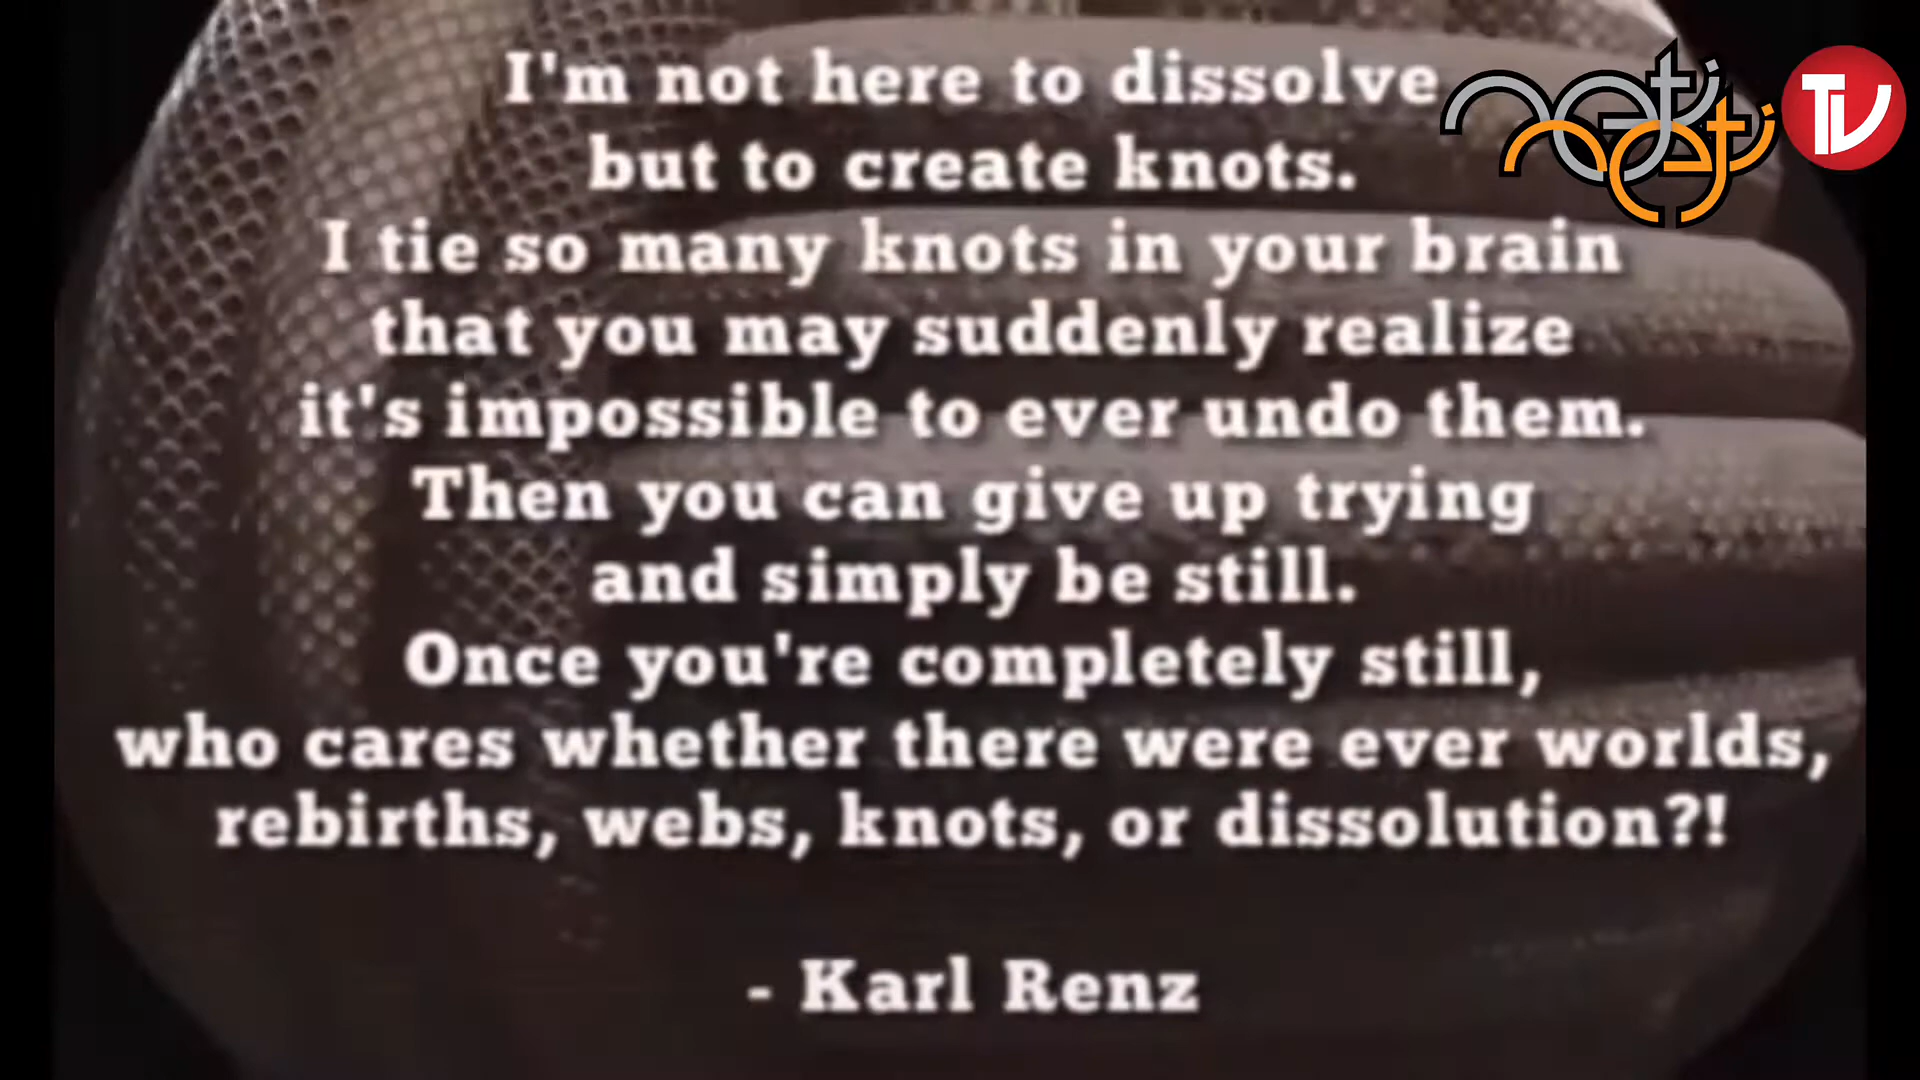 I'm not here to dissolve
but to create knots.
I tie so many knots in your brain
that you may suddenly realize
it's impossible to ever undo them.
Then you can give up trying
and simply be still.
Once you're completely still,
who cares whether there were ever worlds,
rebirths, webs, knots, or dissolution?!
- Karl Renz
neti
neti
TV